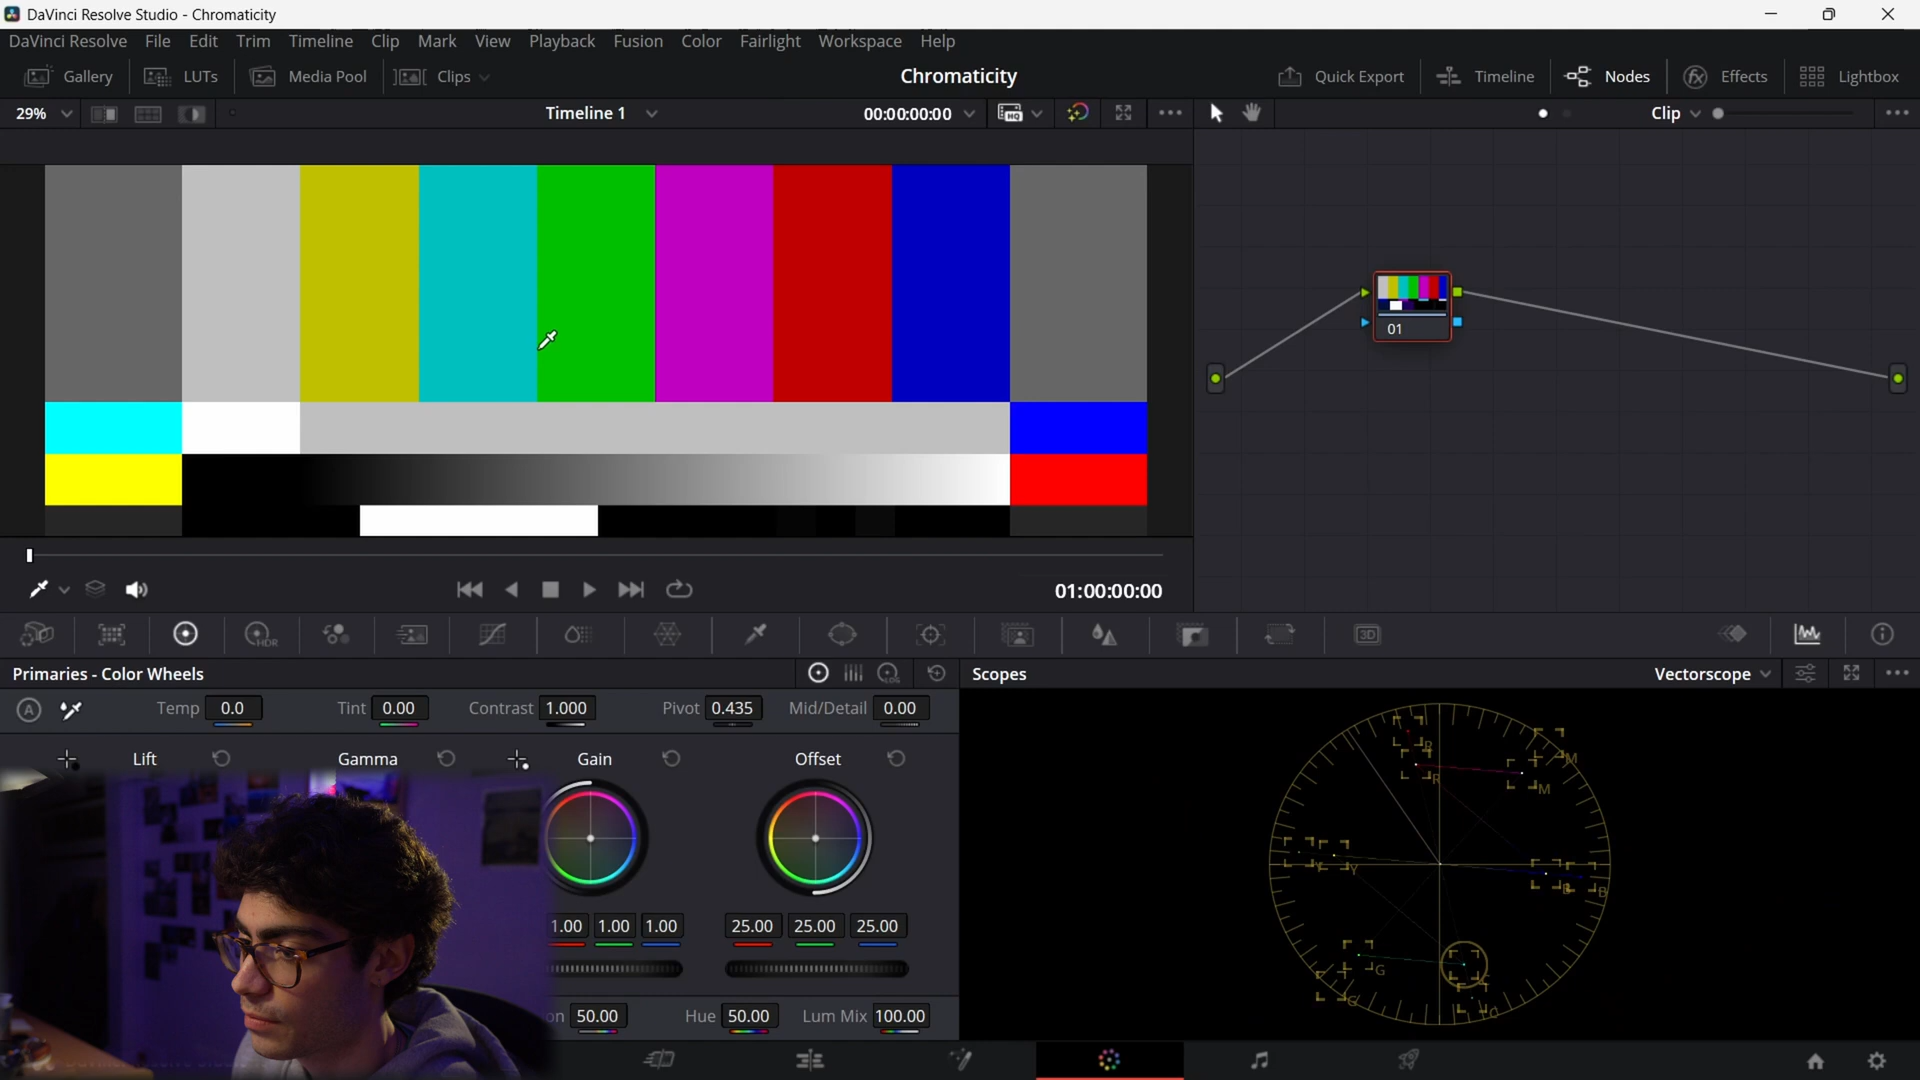 DaVinci Resolve Studio - Chromaticity
DaVinci Resolve File Edit Trim Timeline Clip Mark View Playback Fusion Color Fairlight Workspace Help
Gallery LUTs Media Pool Clips Chromaticity Quick Export Timeline Nodes Effects Lightbox
29% Timeline 1 00:00:00:00 HQ Clip
01
01:00:00:00
HDR 3D
Primaries - Color Wheels LOG Scopes Vectorscope
A Temp 0.0 Tint 0.00 Contrast 1.000 Pivot 0.435 Mid/Detail 0.00
Lift Gamma Gain Offset
R M
R M
Y Y B B
1.00 1.00 1.00 25.00 25.00 25.00
G C
G C
50.00 Hue 50.00 Lum Mix 100.00